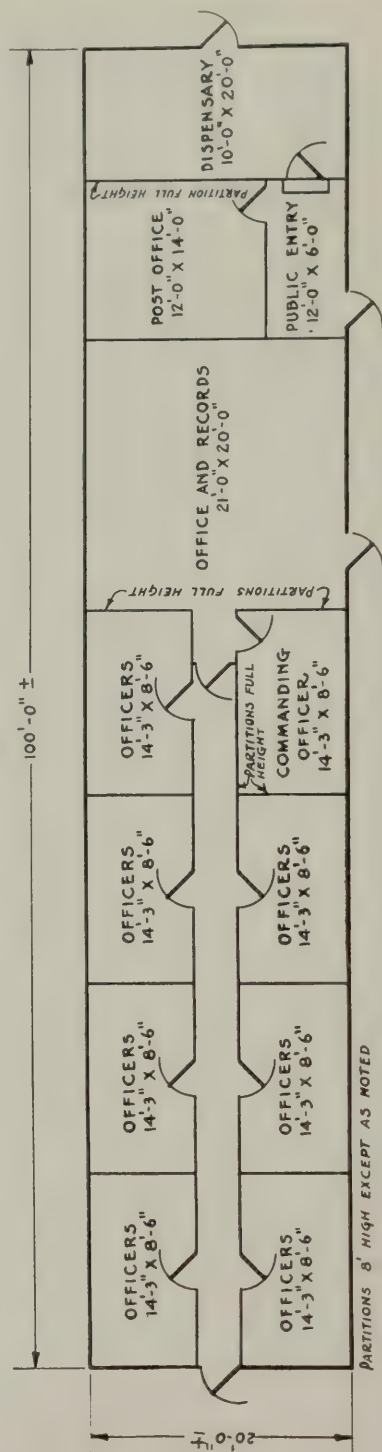 100'-0" ±
20'-0" ±
OFFICERS
14'-3" X 8'-6"
OFFICERS
14'-3" X 8'-6"
OFFICERS
14'-3" X 8'-6"
OFFICERS
14'-3" X 8'-6"
PARTITIONS FULL HEIGHT
OFFICE AND RECORDS
21'-0" X 20'-0"
POST OFFICE
12'-0" X 14'-0"
PARTITION FULL HEIGHT
DISPENSARY
10'-0" X 20'-0"
PUBLIC ENTRY
12'-0" X 6'-0"
OFFICERS
14'-3" X 8'-6"
OFFICERS
14'-3" X 8'-6"
OFFICERS
14'-3" X 8'-6"
PARTITIONS FULL
HEIGHT
COMMANDING
OFFICER
14'-3" X 8'-6"
PARTITIONS 8' HIGH EXCEPT AS NOTED